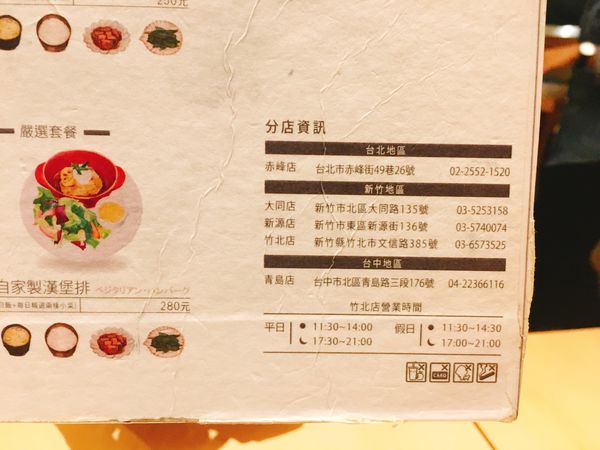 250元
嚴選套餐
自家製漢堡排 ベジタリアン・ハンバーグ
280元
分店資訊
台北地區
赤峰店 台北市赤峰街49巷26號 02-2552-1520
新竹地區
大同店 新竹市北區大同路135號 03-5253158
新源店 新竹市東區新源街136號 03-5740074
竹北店 新竹縣竹北市文信路385號 03-6573525
台中地區
青島店 台中市北區青島路三段176號 04-22366116
竹北店營業時間
平日 11:30~14:00 假日 11:30~14:30
17:30~21:00 17:00~21:00
CARD